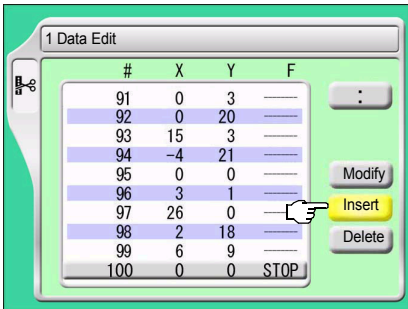 1 Data Edit
# X Y F
91 0 3 -------
92 0 20 -------
93 15 3 -------
94 -4 21 -------
95 0 0 -------
96 3 1 -------
97 26 0 -------
98 2 18 -------
99 6 9 -------
100 0 0 STOP
:
Modify
Insert
Delete